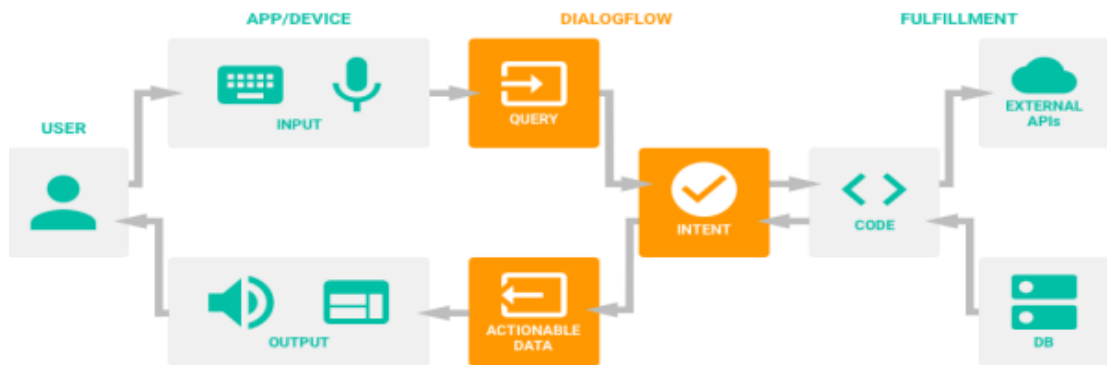 APP/DEVICE
DIALOGFLOW
FULFILLMENT
USER
INPUT
QUERY
EXTERNAL
APIs
INTENT
CODE
OUTPUT
ACTIONABLE
DATA
DB